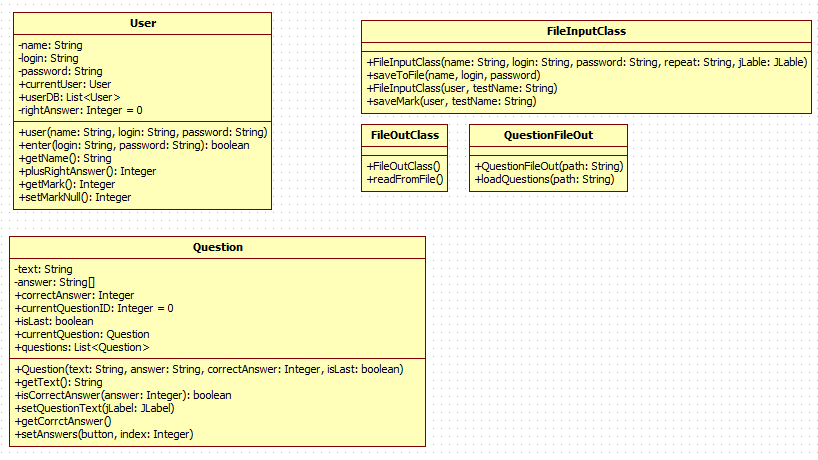 User
-name: String
-login: String
-password: String
+currentUser: User
+userDB: List<User>
-rightAnswer: Integer = 0
+user(name: String, login: String, password: String)
+enter(login: String, password: String): boolean
+getName(): String
+plusRightAnswer(): Integer
+getMark(): Integer
+setMarkNull(): Integer
FileInputClass
+FileInputClass(name: String, login: String, password: String, repeat: String, jLable: JLable)
+saveToFile(name, login, password)
+FileInputClass(user, testName: String)
+saveMark(user, testName: String)
FileOutClass
+FileOutClass()
+readFromFile()
QuestionFileOut
+QuestionFileOut(path: String)
+loadQuestions(path: String)
Question
-text: String
-answer: String[]
+correctAnswer: Integer
+currentQuestionID: Integer = 0
+isLast: boolean
+currentQuestion: Question
+questions: List<Question>
+Question(text: String, answer: String, correctAnswer: Integer, isLast: boolean)
+getText(): String
+isCorrectAnswer(answer: Integer): boolean
+setQuestionText(jLabel: JLabel)
+getCorrctAnswer()
+setAnswers(button, index: Integer)